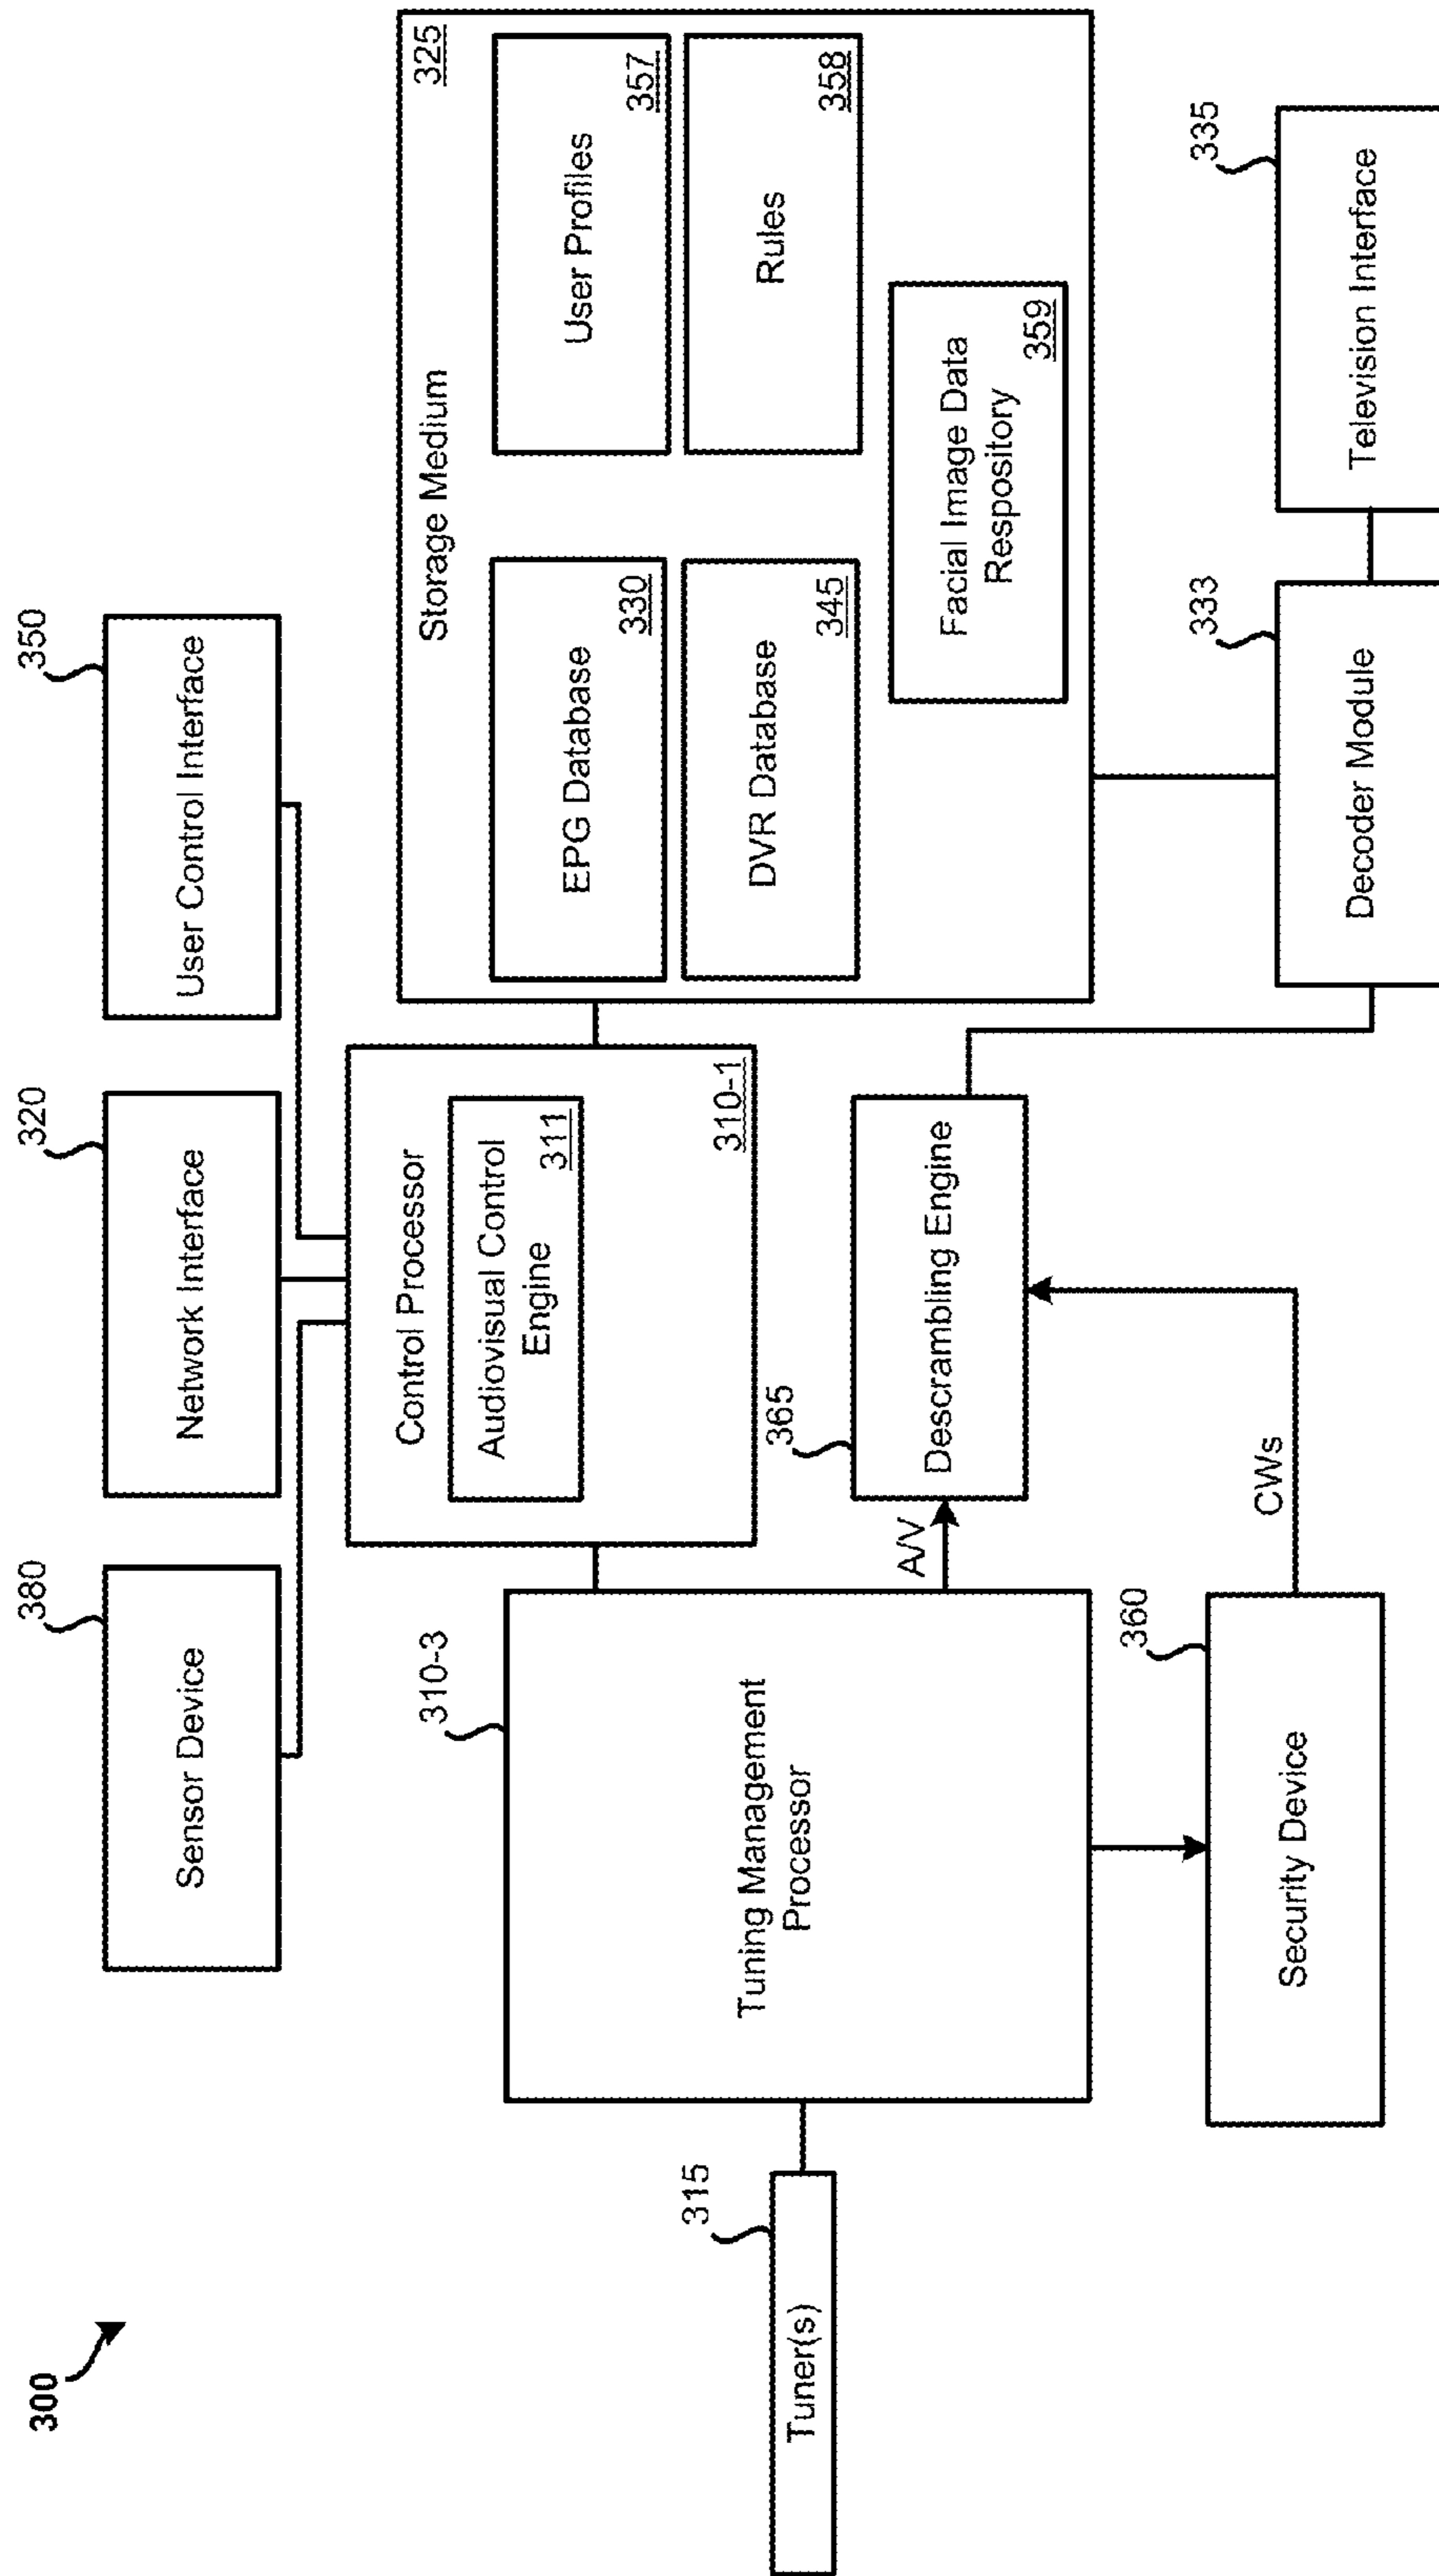 300
380
320
350
Sensor Device
Network Interface
User Control Interface
310-3
Control Processor
Audiovisual Control
Engine
311
310-1
Storage Medium
325
EPG Database
330
User Profiles
357
DVR Database
345
Rules
358
Facial Image Data
Respository
359
315
Tuner(s)
Tuning Management
Processor
A/V
365
Descrambling Engine
360
Security Device
CWs
333
Decoder Module
335
Television Interface